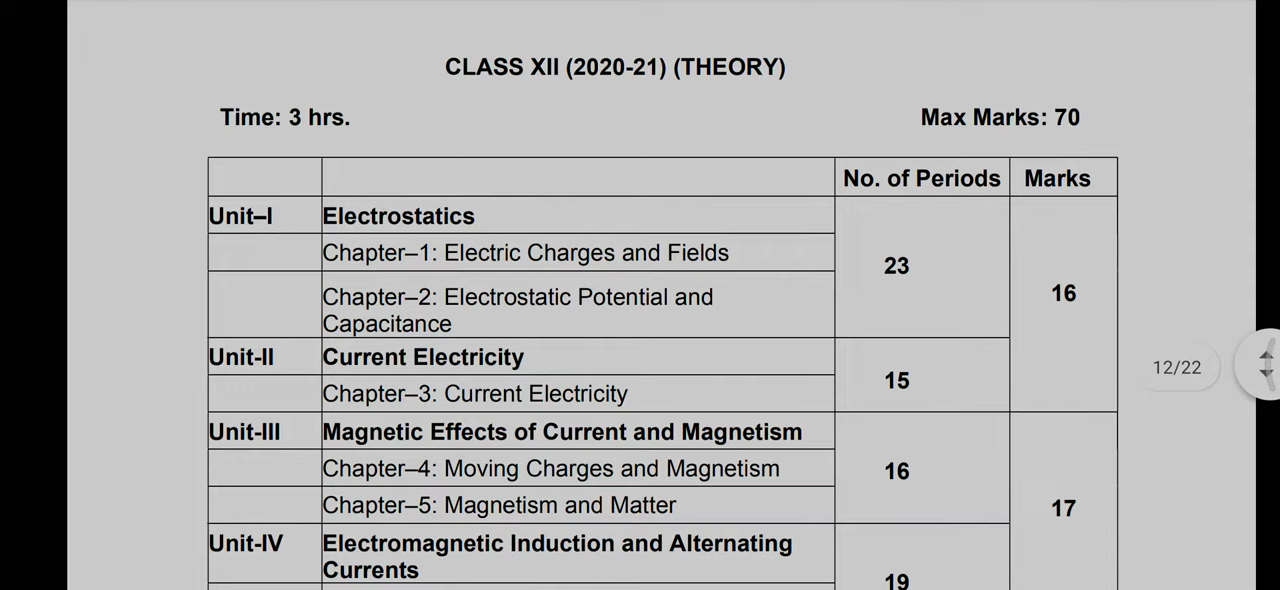 CLASS XII (2020-21) (THEORY)
Time: 3 hrs. Max Marks: 70
No. of Periods Marks
Unit–I Electrostatics
Chapter–1: Electric Charges and Fields
23
16
Chapter–2: Electrostatic Potential and
Capacitance
Unit-II Current Electricity
15
Chapter–3: Current Electricity
Unit-III Magnetic Effects of Current and Magnetism
Chapter–4: Moving Charges and Magnetism
16
Chapter–5: Magnetism and Matter
17
Unit-IV Electromagnetic Induction and Alternating
Currents
19
12/22